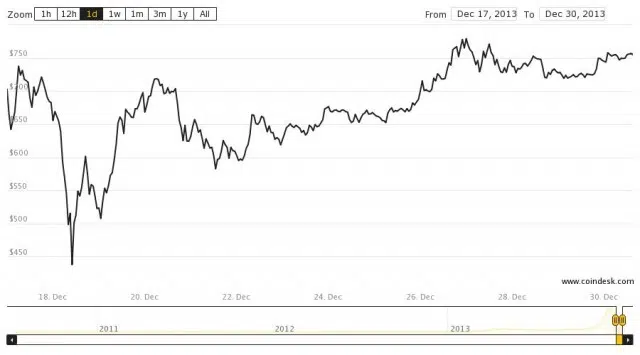 Zoom 1h 12h 1d 1w 1m 3m 1y All From Dec 17, 2013 To Dec 30, 2013
$750
$700
$650
$600
$550
$500
$450
www.coindesk.com
18. Dec 20. Dec 22. Dec 24. Dec 26. Dec 28. Dec 30. Dec
2011 2012 2013